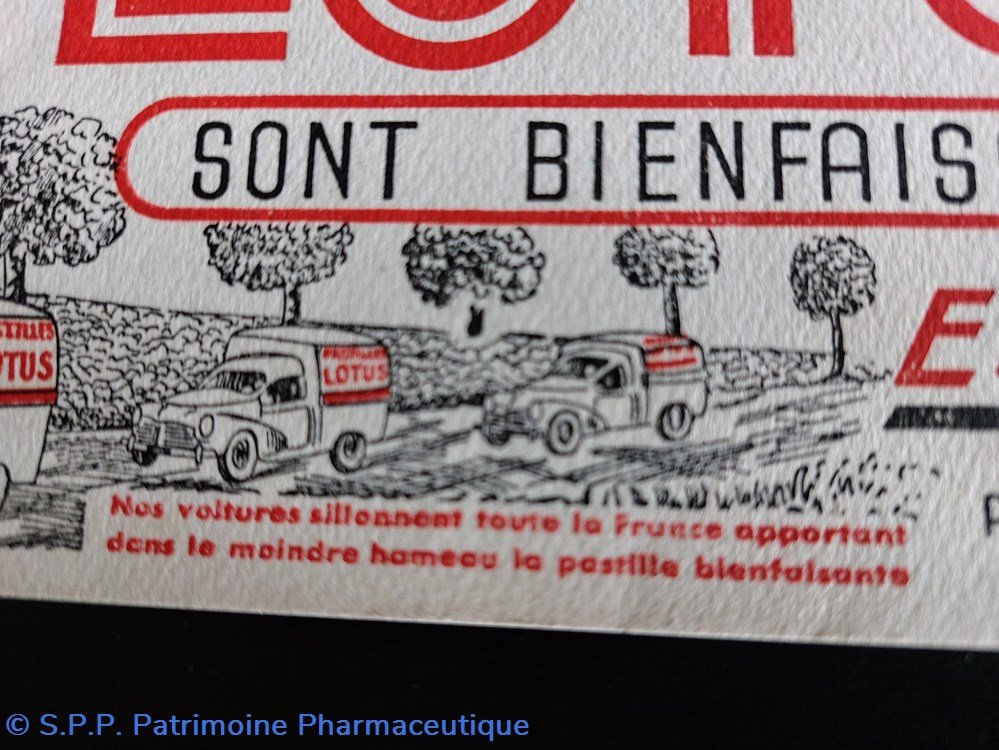 SONT BIENFAIS
LOTUS
Nos voitures sillonnent toute la France apportant
dans le moindre hameau la pastille bienfaisante
© S.P.P. Patrimoine Pharmaceutique